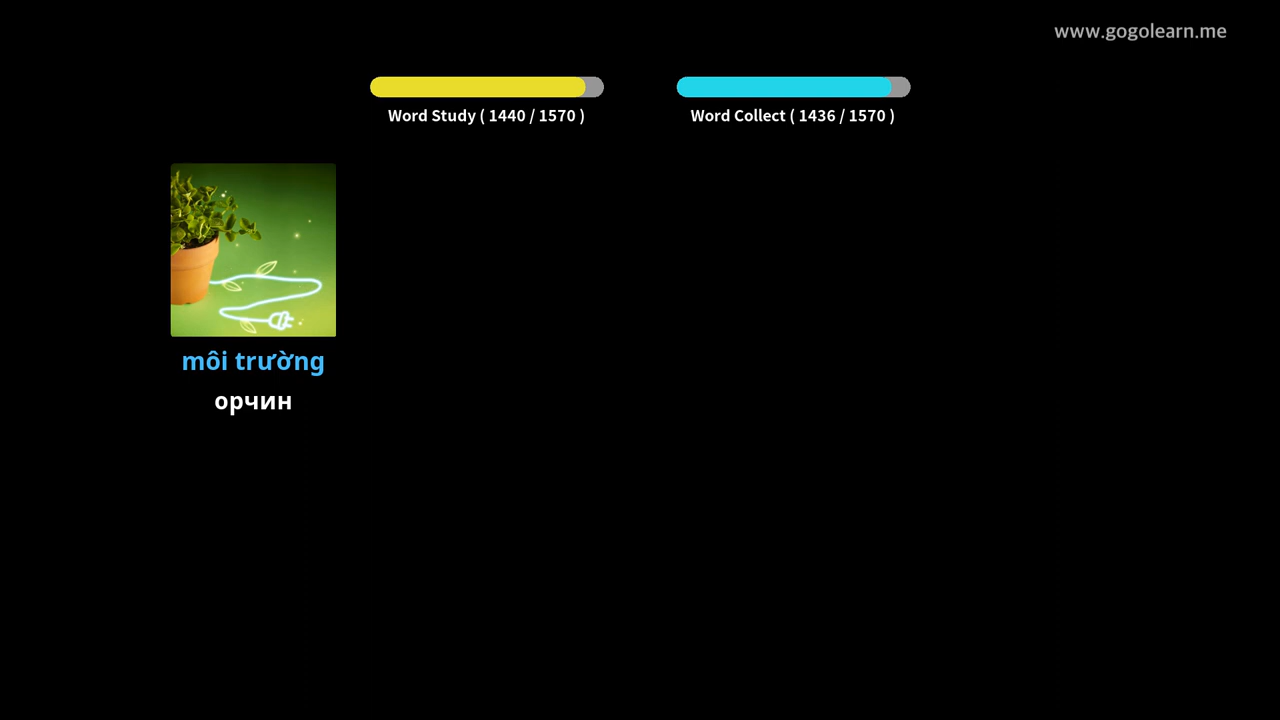 www.gogolearn.me
Word Study ( 1440 / 1570 )
Word Collect ( 1436 / 1570 )
môi trường
орчин